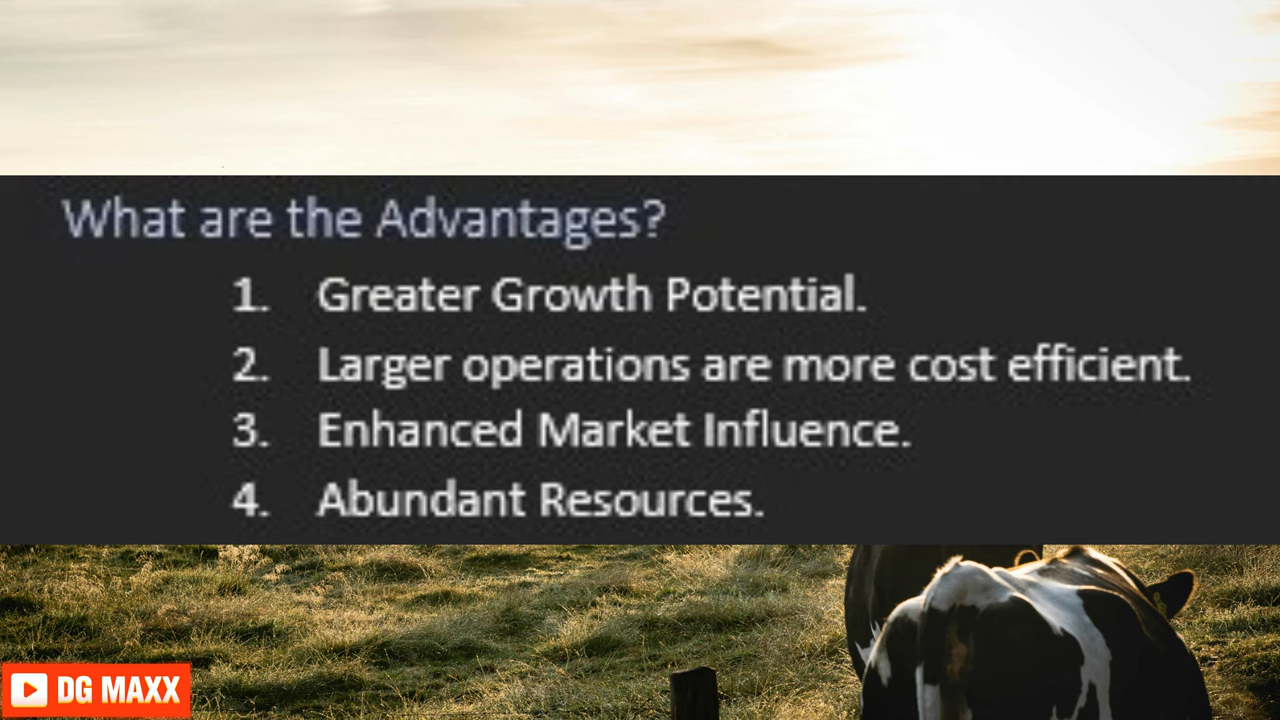 What are the Advantages?
1. Greater Growth Potential.
2. Larger operations are more cost efficient.
3. Enhanced Market Influence.
4. Abundant Resources.
DG MAXX